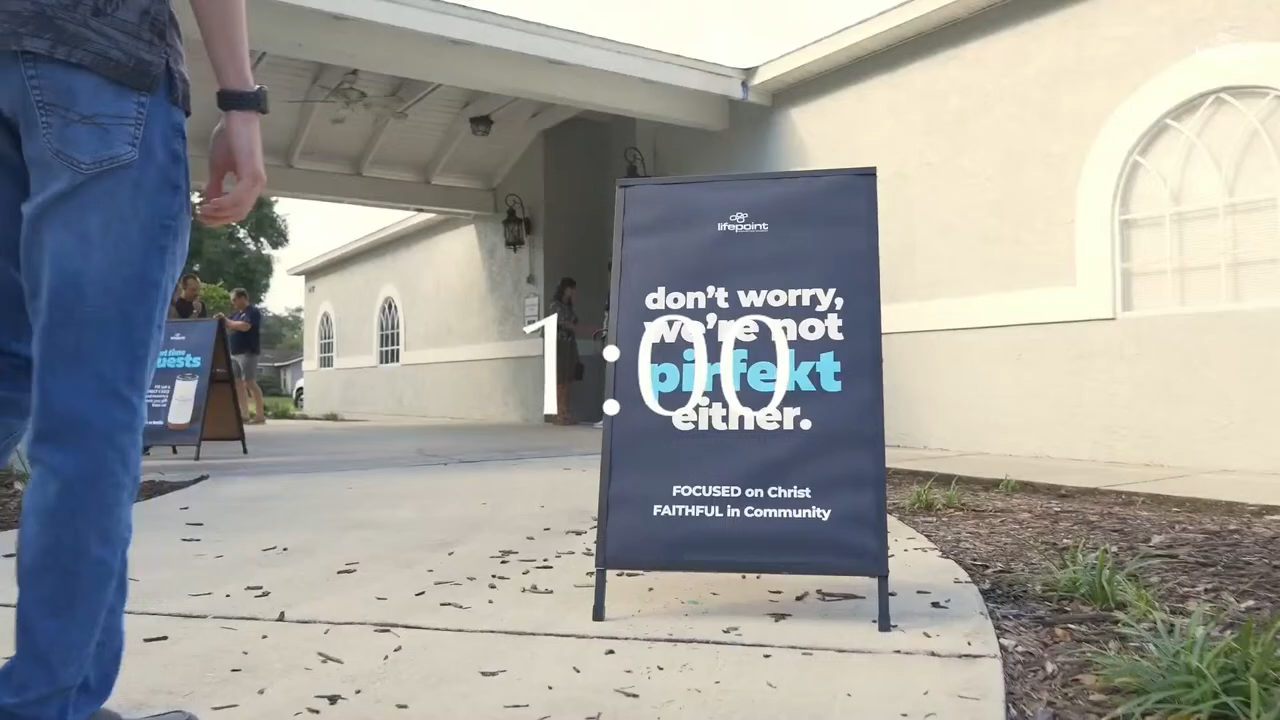 lifepoint
don't worry,
we're not
pirfekt
either.
1:00
FOCUSED on Christ
FAITHFUL in Community
uests